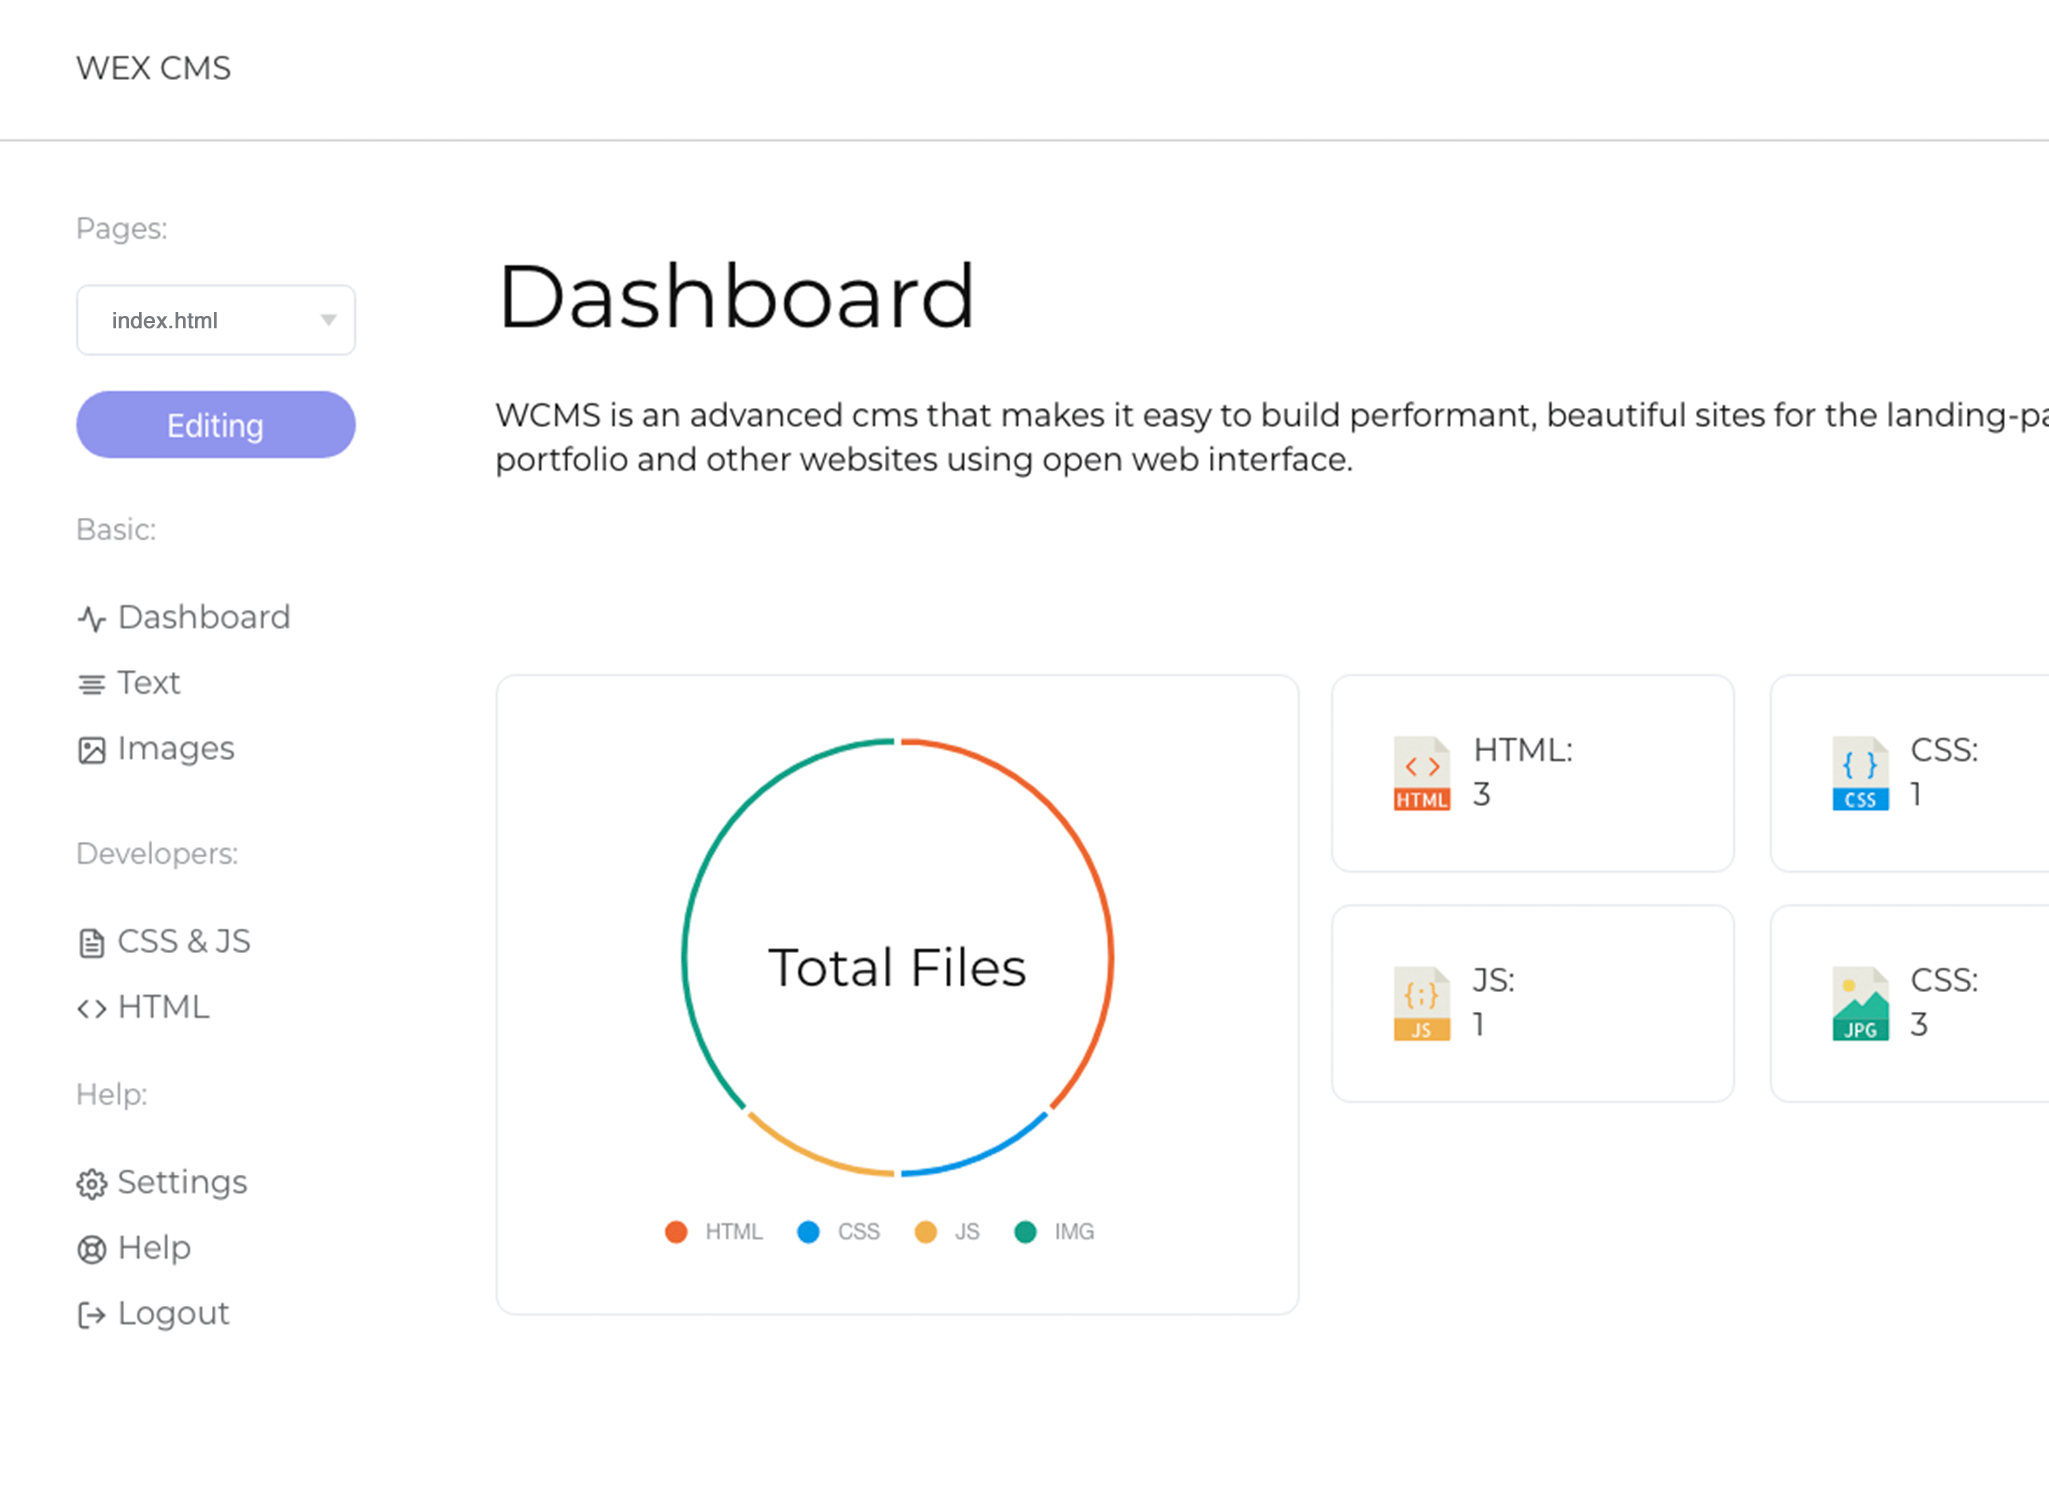 WEX CMS
Pages:
index.html
Editing
Basic:
Dashboard
Text
Images
Developers:
CSS & JS
HTML
Help:
Settings
Help
Logout
Dashboard
WCMS is an advanced cms that makes it easy to build performant, beautiful sites for the landing-pa
portfolio and other websites using open web interface.
Total Files
HTML CSS JS IMG
HTML
HTML:
3
CSS
CSS:
1
JS
JS:
1
JPG
CSS:
3